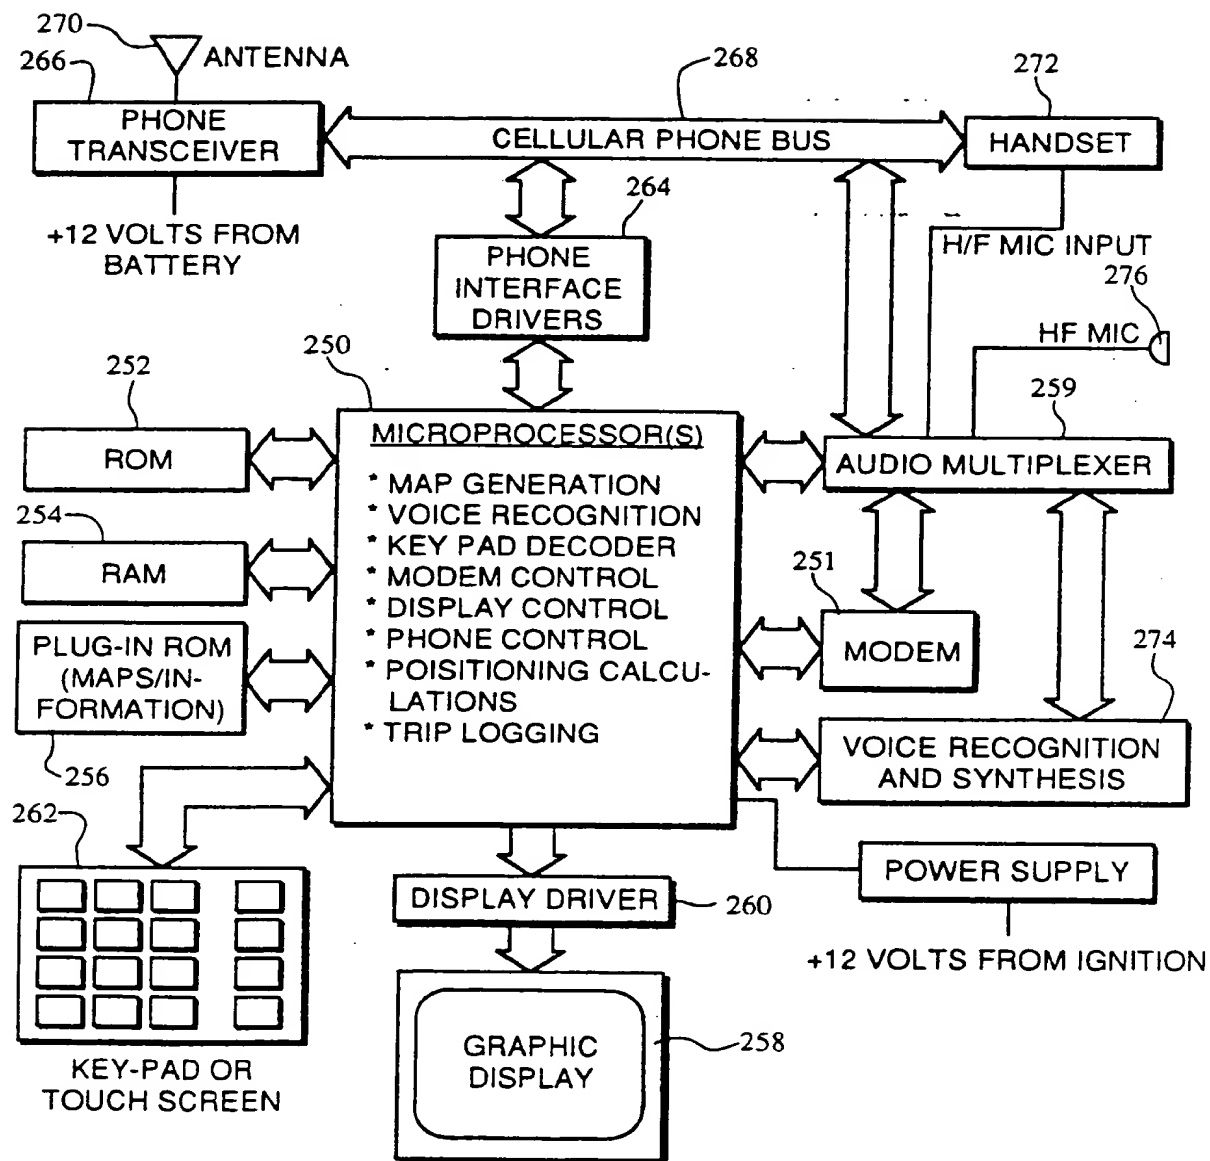 270
266
ANTENNA
268
272
PHONE
TRANSCEIVER
CELLULAR PHONE BUS
HANDSET
264
+12 VOLTS FROM
BATTERY
PHONE
INTERFACE
DRIVERS
H/F MIC INPUT
276
HF MIC
250
252
259
ROM
MICROPROCESSOR(S)
* MAP GENERATION
* VOICE RECOGNITION
* KEY PAD DECODER
* MODEM CONTROL
* DISPLAY CONTROL
* PHONE CONTROL
* POISITIONING CALCU-
LATIONS
* TRIP LOGGING
AUDIO MULTIPLEXER
254
RAM
251
MODEM
PLUG-IN ROM
(MAPS/IN-
FORMATION)
256
274
VOICE RECOGNITION
AND SYNTHESIS
262
POWER SUPPLY
DISPLAY DRIVER
260
+12 VOLTS FROM IGNITION
GRAPHIC
DISPLAY
258
KEY-PAD OR
TOUCH SCREEN